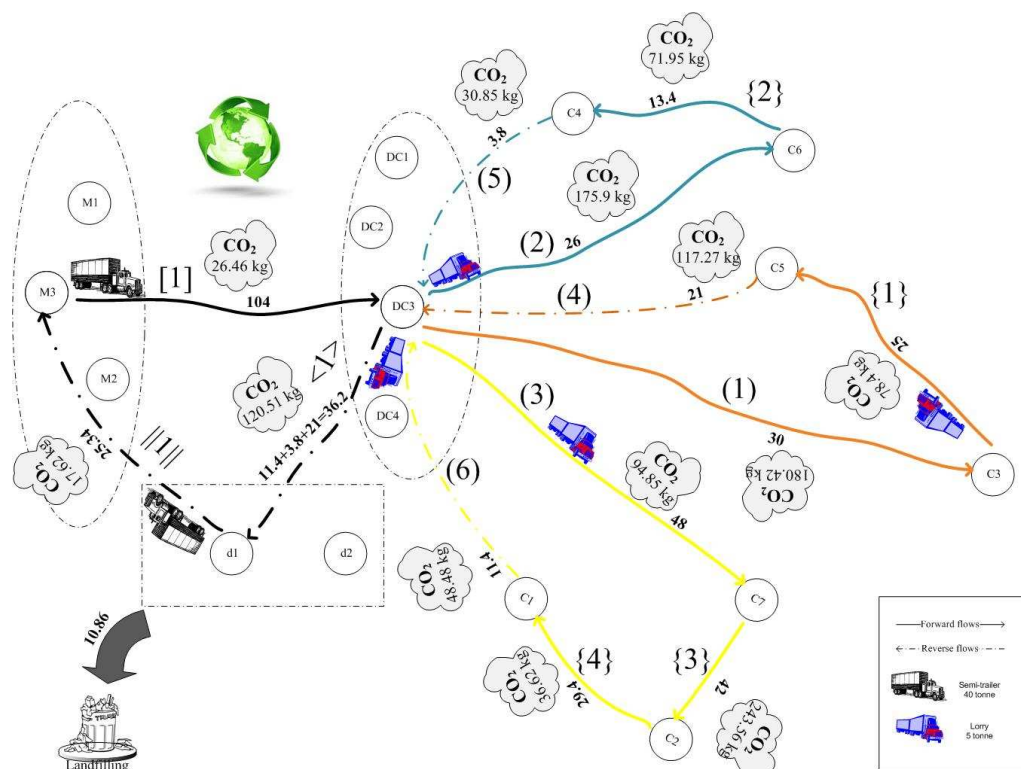 CO₂
71.95 kg
{2}
13.4
CO₂
30.85 kg
C4
3.8
C6
DC1
(5)
CO₂
175.9 kg
M1
DC2
CO₂
26.46 kg
(2)
26
CO₂
117.27 kg
C5
[1]
M3
104
DC3
(4)
21
{1}
25
CO₂
78.4 kg
M2
CO₂
120.51 kg
<1>
11.4+3.8+21=36.2
DC4
(3)
(1)
30
C3
25.34
|||1||
CO₂
17.62 kg
(6)
CO₂
94.85 kg
48
CO₂
180.42 kg
d1
d2
CO₂
48.48 kg
11.4
C1
C7
10.86
{4}
29.4
CO₂
36.62 kg
{3}
42
C2
CO₂
243.56 kg
TRASH
Landfilling
Forward flows
Reverse flows
Semi-trailer
40 tonne
Lorry
5 tonne